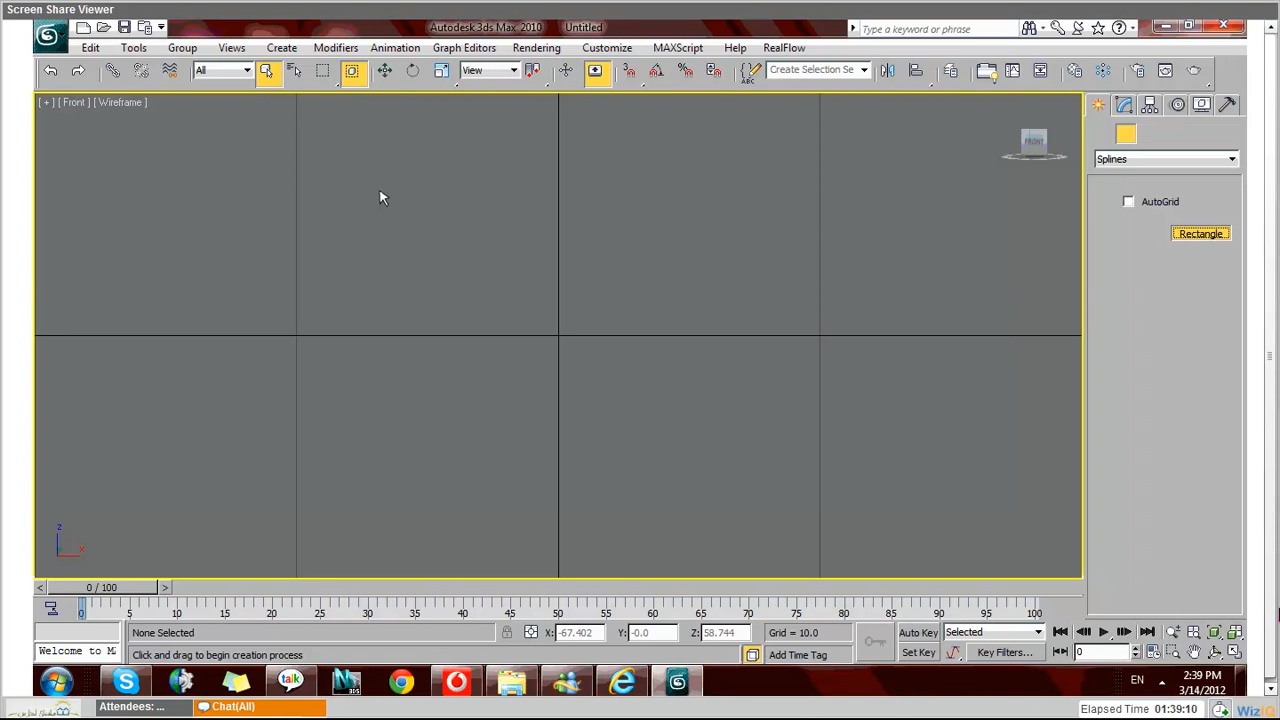 Screen Share Viewer
Autodesk 3ds Max 2010 Untitled
Type a keyword or phrase
Edit Tools Group Views Create Modifiers Animation Graph Editors Rendering Customize MAXScript Help RealFlow
All View Create Selection Se
[ + ] [ Front ] [ Wireframe ]
FRONT
Splines
AutoGrid
Rectangle
z
x
0 / 100
0 5 10 15 20 25 30 35 40 45 50 55 60 65 70 75 80 85 90 95 100
None Selected X: -67.402 Y: -0.0 Z: 58.744 Grid = 10.0 Auto Key Selected
Welcome to M Click and drag to begin creation process Add Time Tag Set Key Key Filters... 0
talk EN 2:39 PM
3/14/2012
Attendees: ... Chat(All) Elapsed Time 01:39:10 WizIQ